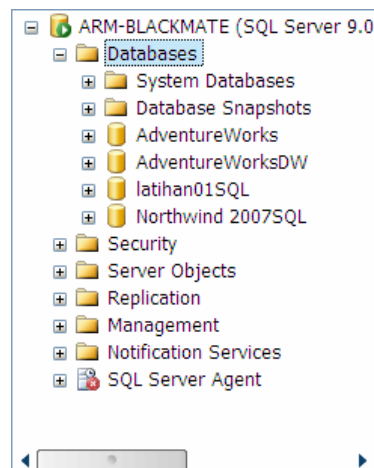 ARM-BLACKMATE (SQL Server 9.0
Databases
System Databases
Database Snapshots
AdventureWorks
AdventureWorksDW
latihan01SQL
Northwind 2007SQL
Security
Server Objects
Replication
Management
Notification Services
SQL Server Agent